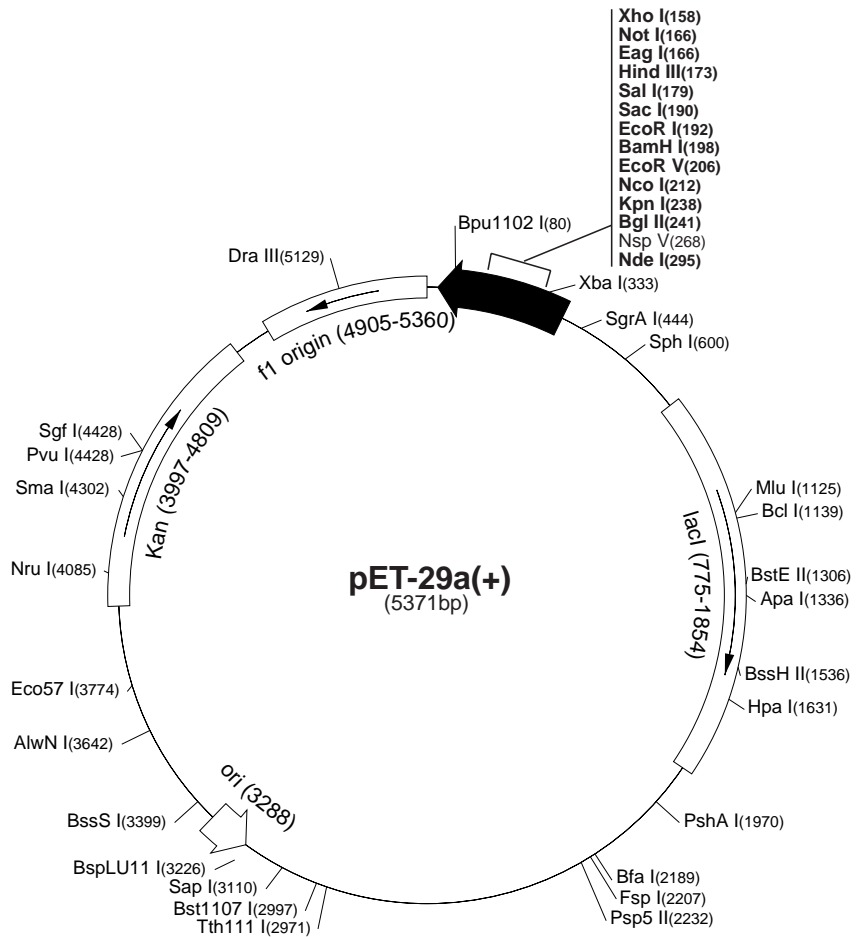 Xho I(158)
Not I(166)
Eag I(166)
Hind III(173)
Sal I(179)
Sac I(190)
EcoR I(192)
BamH I(198)
EcoR V(206)
Nco I(212)
Kpn I(238)
Bgl II(241)
Nsp V(268)
Nde I(295)
Bpu1102 I(80)
Dra III(5129)
Xba I(333)
SgrA I(444)
Sph I(600)
f1 origin (4905-5360)
Sgf I(4428)
Pvu I(4428)
Sma I(4302)
Nru I(4085)
Kan (3997-4809)
Mlu I(1125)
Bcl I(1139)
BstE II(1306)
Apa I(1336)
BssH II(1536)
Hpa I(1631)
lacI (775-1854)
pET-29a(+)
(5371bp)
Eco57 I(3774)
AlwN I(3642)
ori (3288)
BssS I(3399)
BspLU11 I(3226)
Sap I(3110)
Bst1107 I(2997)
Tth111 I(2971)
PshA I(1970)
Bfa I(2189)
Fsp I(2207)
Psp5 II(2232)